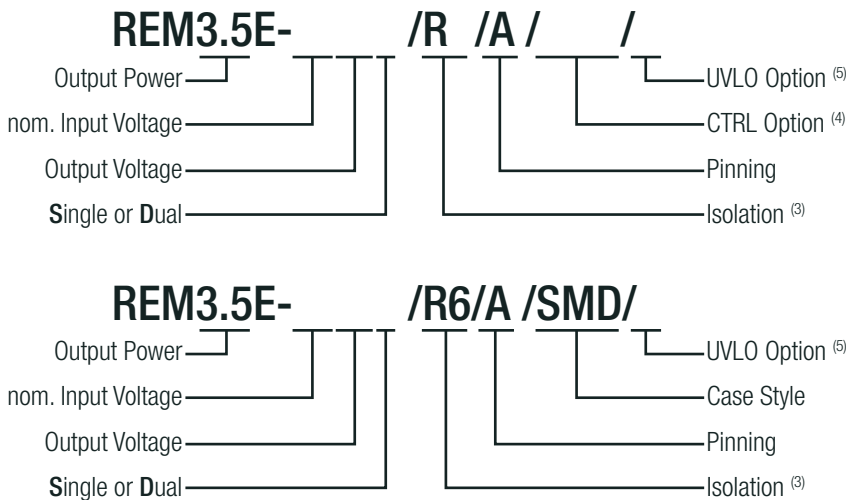 REM3.5E- /R /A / /
Output Power UVLO Option (5)
nom. Input Voltage CTRL Option (4)
Output Voltage Pinning
Single or Dual Isolation (3)
REM3.5E- /R6/A /SMD/
Output Power UVLO Option (5)
nom. Input Voltage Case Style
Output Voltage Pinning
Single or Dual Isolation (3)